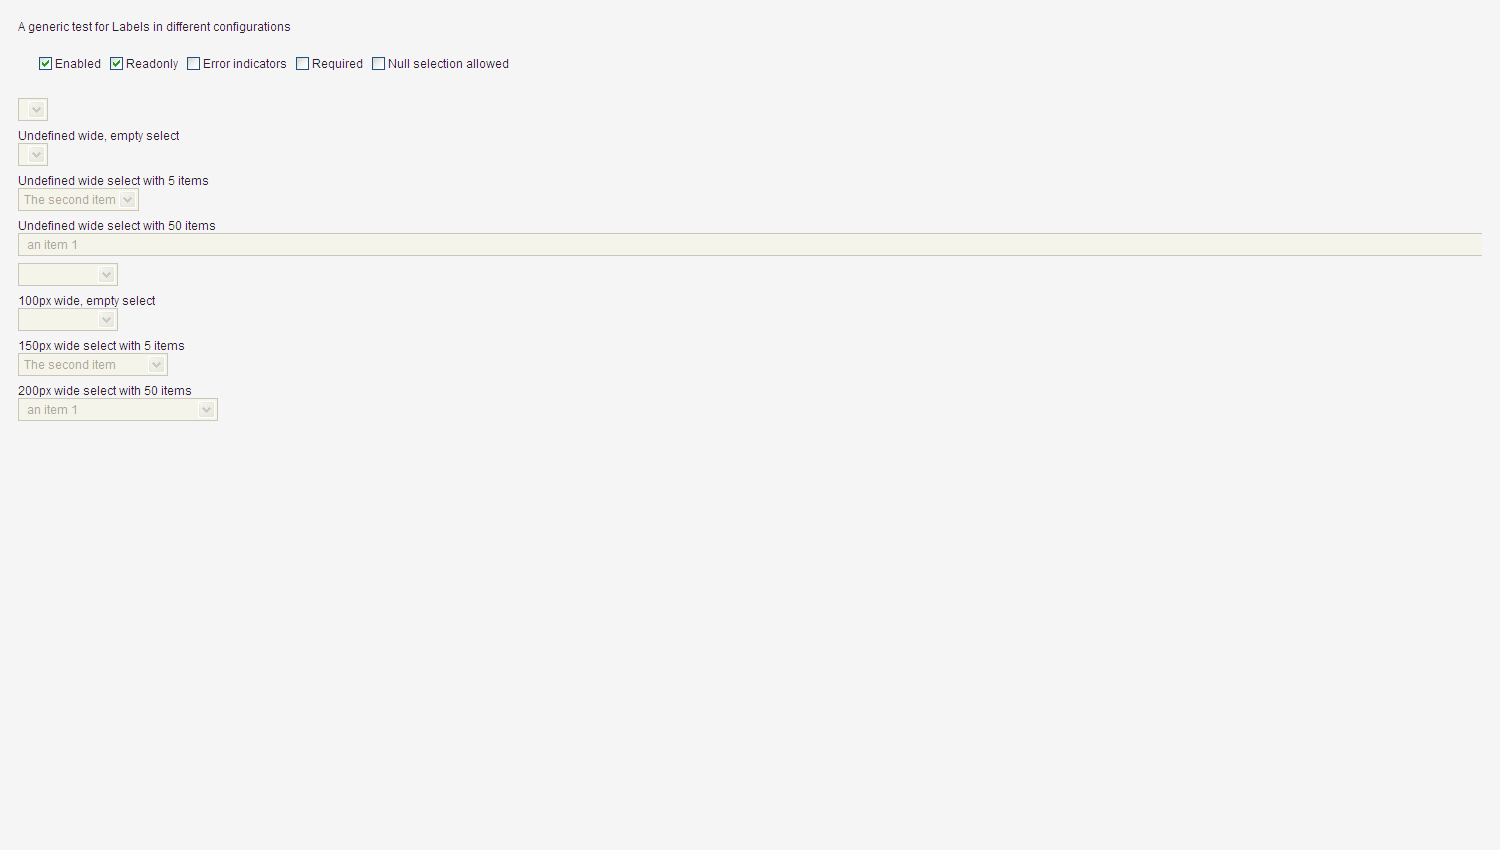 A generic test for Labels in different configurations
Enabled Readonly Error indicators Required Null selection allowed
Undefined wide, empty select
Undefined wide select with 5 items
The second item
Undefined wide select with 50 items
an item 1
100px wide, empty select
150px wide select with 5 items
The second item
200px wide select with 50 items
an item 1